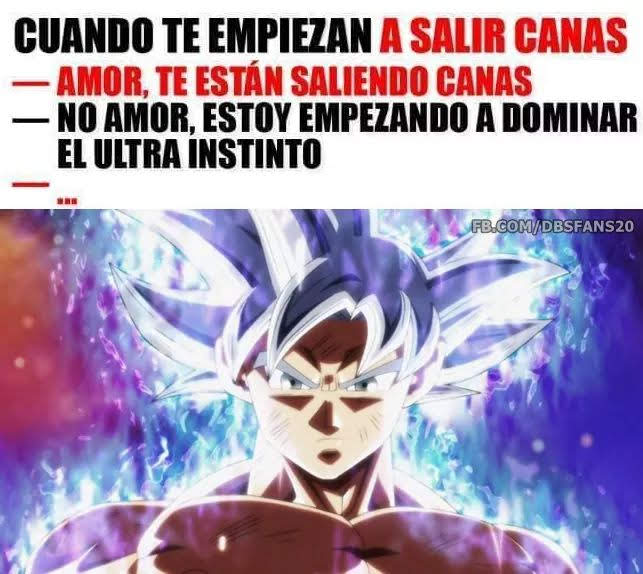 CUANDO TE EMPIEZAN A SALIR CANAS
— AMOR, TE ESTÁN SALIENDO CANAS
— NO AMOR, ESTOY EMPEZANDO A DOMINAR
EL ULTRA INSTINTO
— ...
FB.COM/DBSFANS20